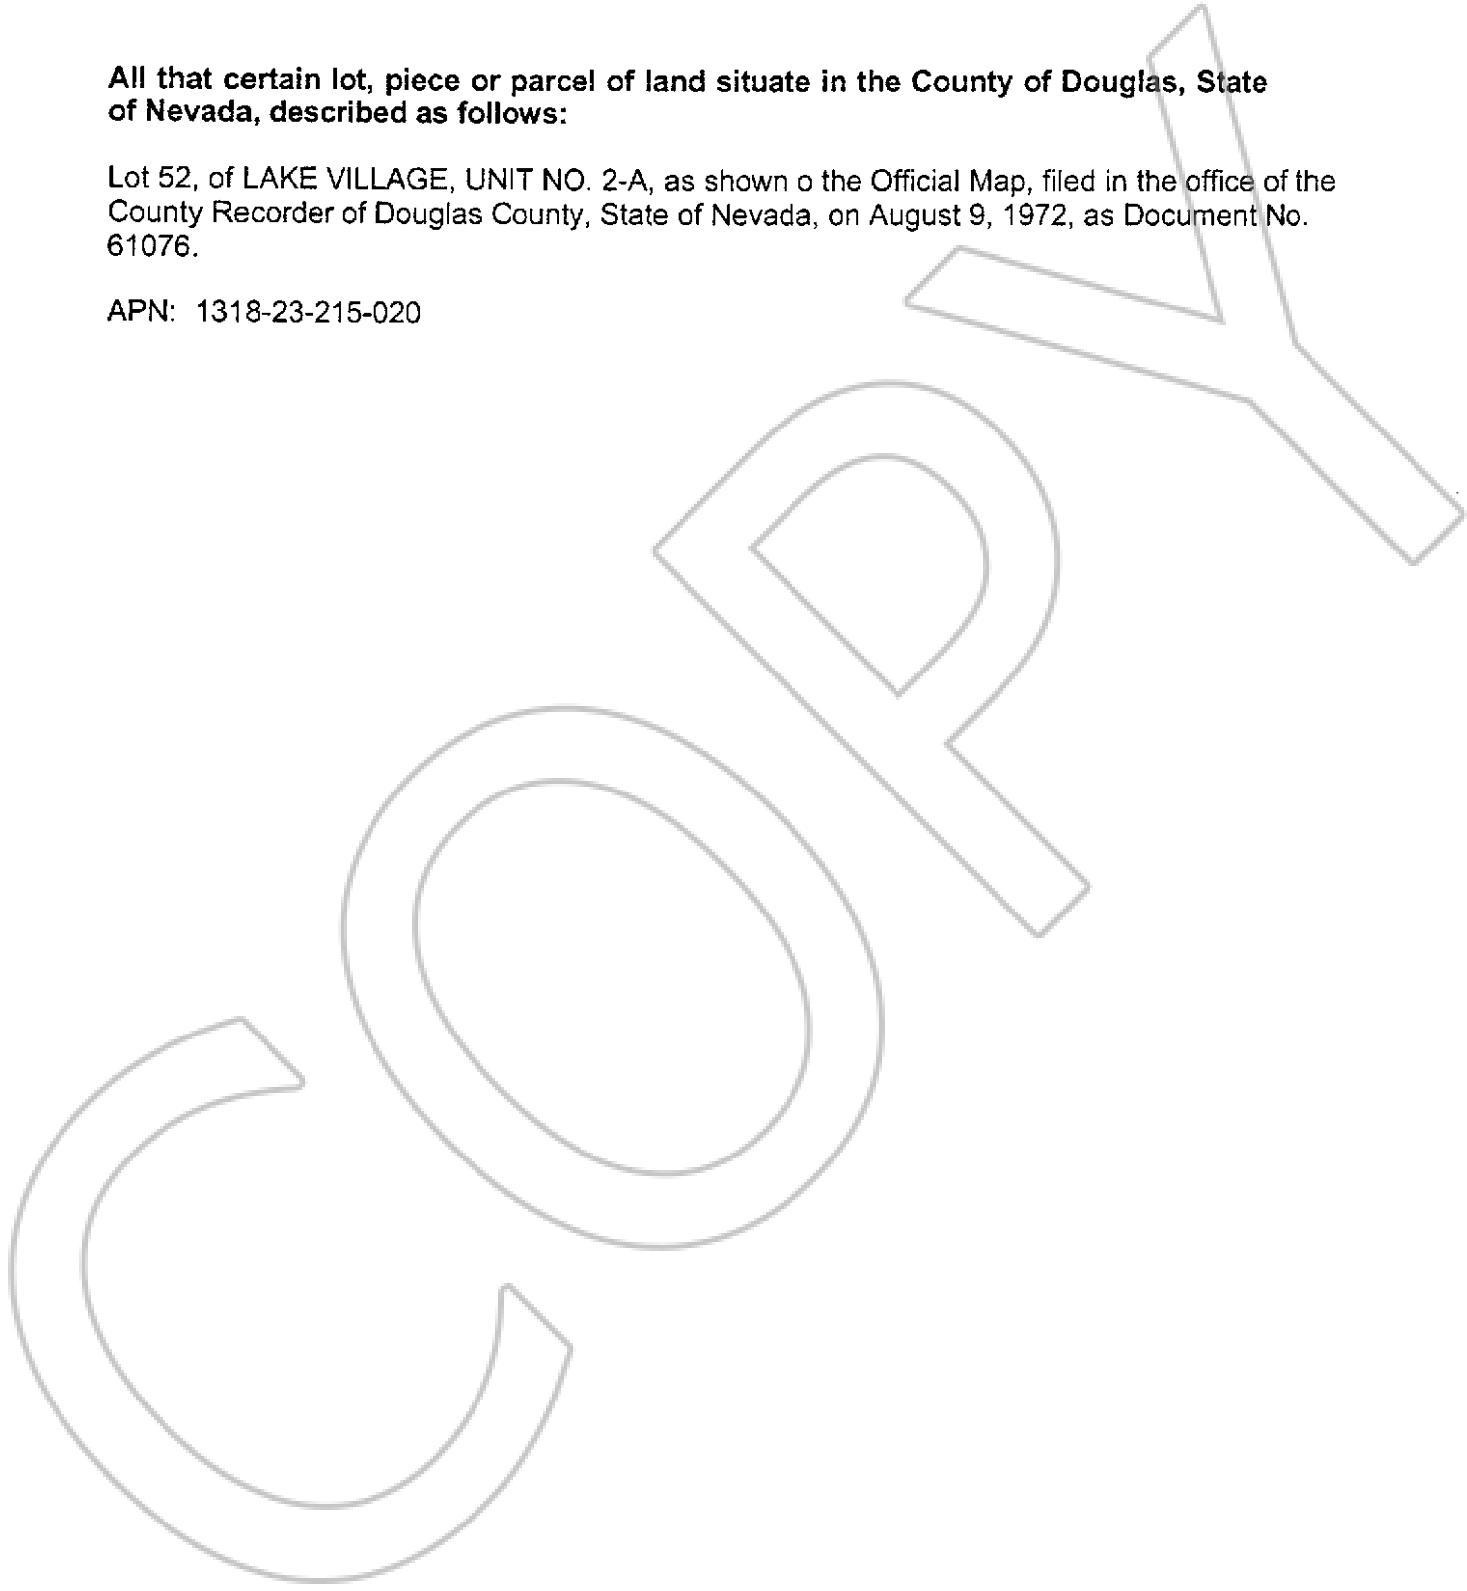 All that certain lot, piece or parcel of land situate in the County of Douglas, State
of Nevada, described as follows:
Lot 52, of LAKE VILLAGE, UNIT NO. 2-A, as shown o the Official Map, filed in the office of the
County Recorder of Douglas County, State of Nevada, on August 9, 1972, as Document No.
61076.
APN: 1318-23-215-020
COPY